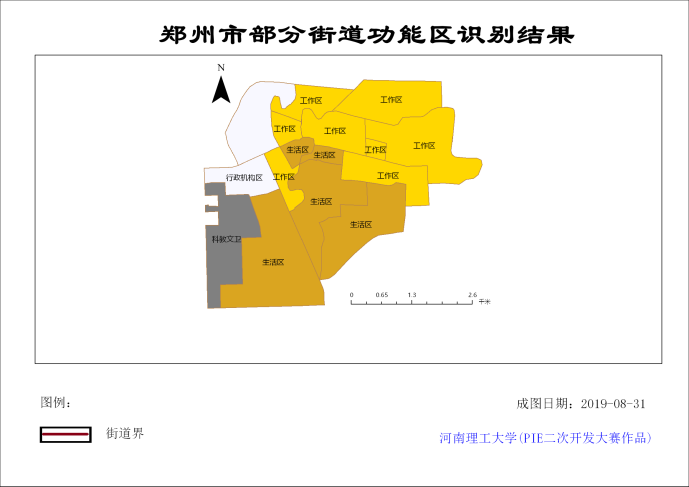 郑州市部分街道功能区识别结果
N
工作区
工作区
工作区
工作区
工作区
生活区
工作区
生活区
行政机构区
工作区
工作区
生活区
生活区
科教文卫
生活区
0 0.65 1.3 2.6
千米
图例:
成图日期: 2019-08-31
街道界
河南理工大学(PIE二次开发大赛作品)